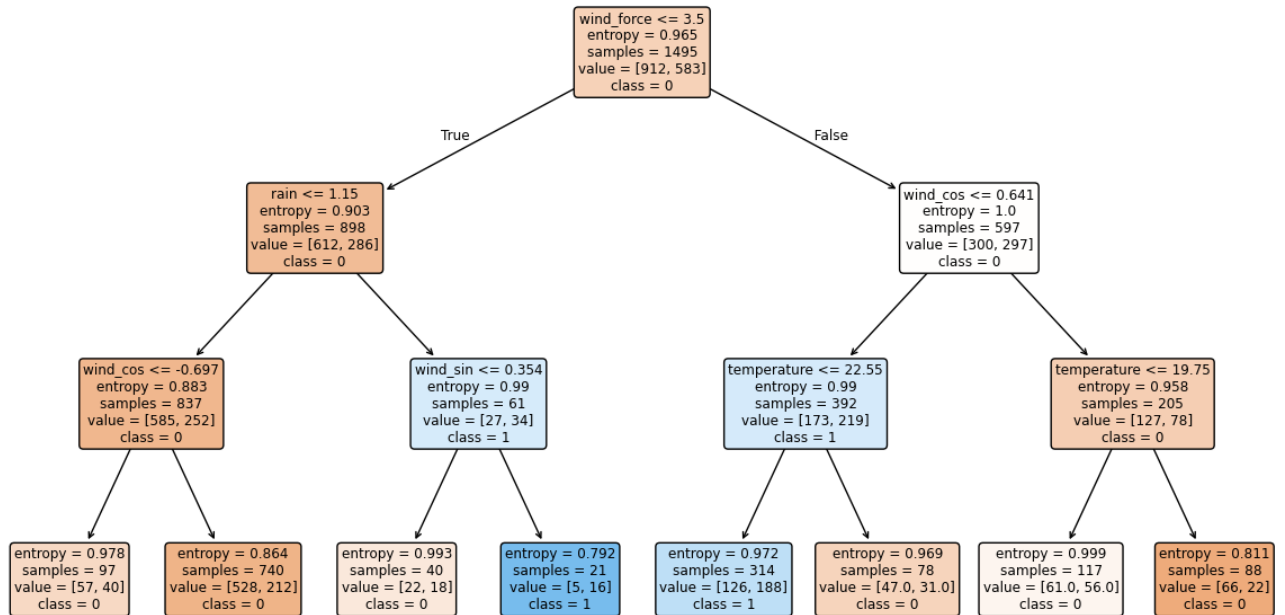 wind_force <= 3.5
entropy = 0.965
samples = 1495
value = [912, 583]
class = 0
True
False
rain <= 1.15
entropy = 0.903
samples = 898
value = [612, 286]
class = 0
wind_cos <= 0.641
entropy = 1.0
samples = 597
value = [300, 297]
class = 0
wind_cos <= -0.697
entropy = 0.883
samples = 837
value = [585, 252]
class = 0
wind_sin <= 0.354
entropy = 0.99
samples = 61
value = [27, 34]
class = 1
temperature <= 22.55
entropy = 0.99
samples = 392
value = [173, 219]
class = 1
temperature <= 19.75
entropy = 0.958
samples = 205
value = [127, 78]
class = 0
entropy = 0.978
samples = 97
value = [57, 40]
class = 0
entropy = 0.864
samples = 740
value = [528, 212]
class = 0
entropy = 0.993
samples = 40
value = [22, 18]
class = 0
entropy = 0.792
samples = 21
value = [5, 16]
class = 1
entropy = 0.972
samples = 314
value = [126, 188]
class = 1
entropy = 0.969
samples = 78
value = [47.0, 31.0]
class = 0
entropy = 0.999
samples = 117
value = [61.0, 56.0]
class = 0
entropy = 0.811
samples = 88
value = [66, 22]
class = 0